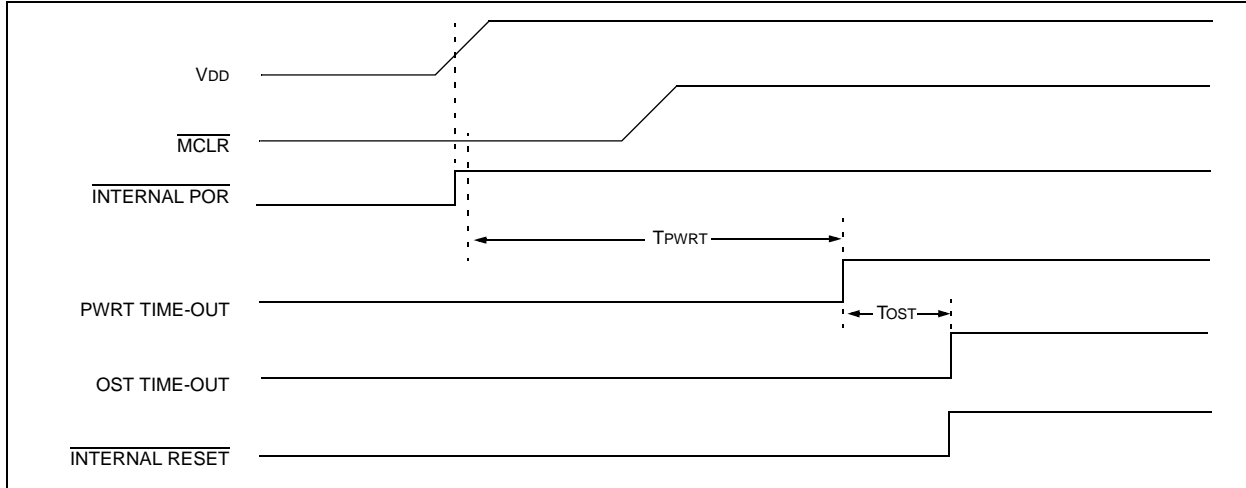 VDD
MCLR
INTERNAL POR
TPWRT
PWRT TIME-OUT
TOST
OST TIME-OUT
INTERNAL RESET